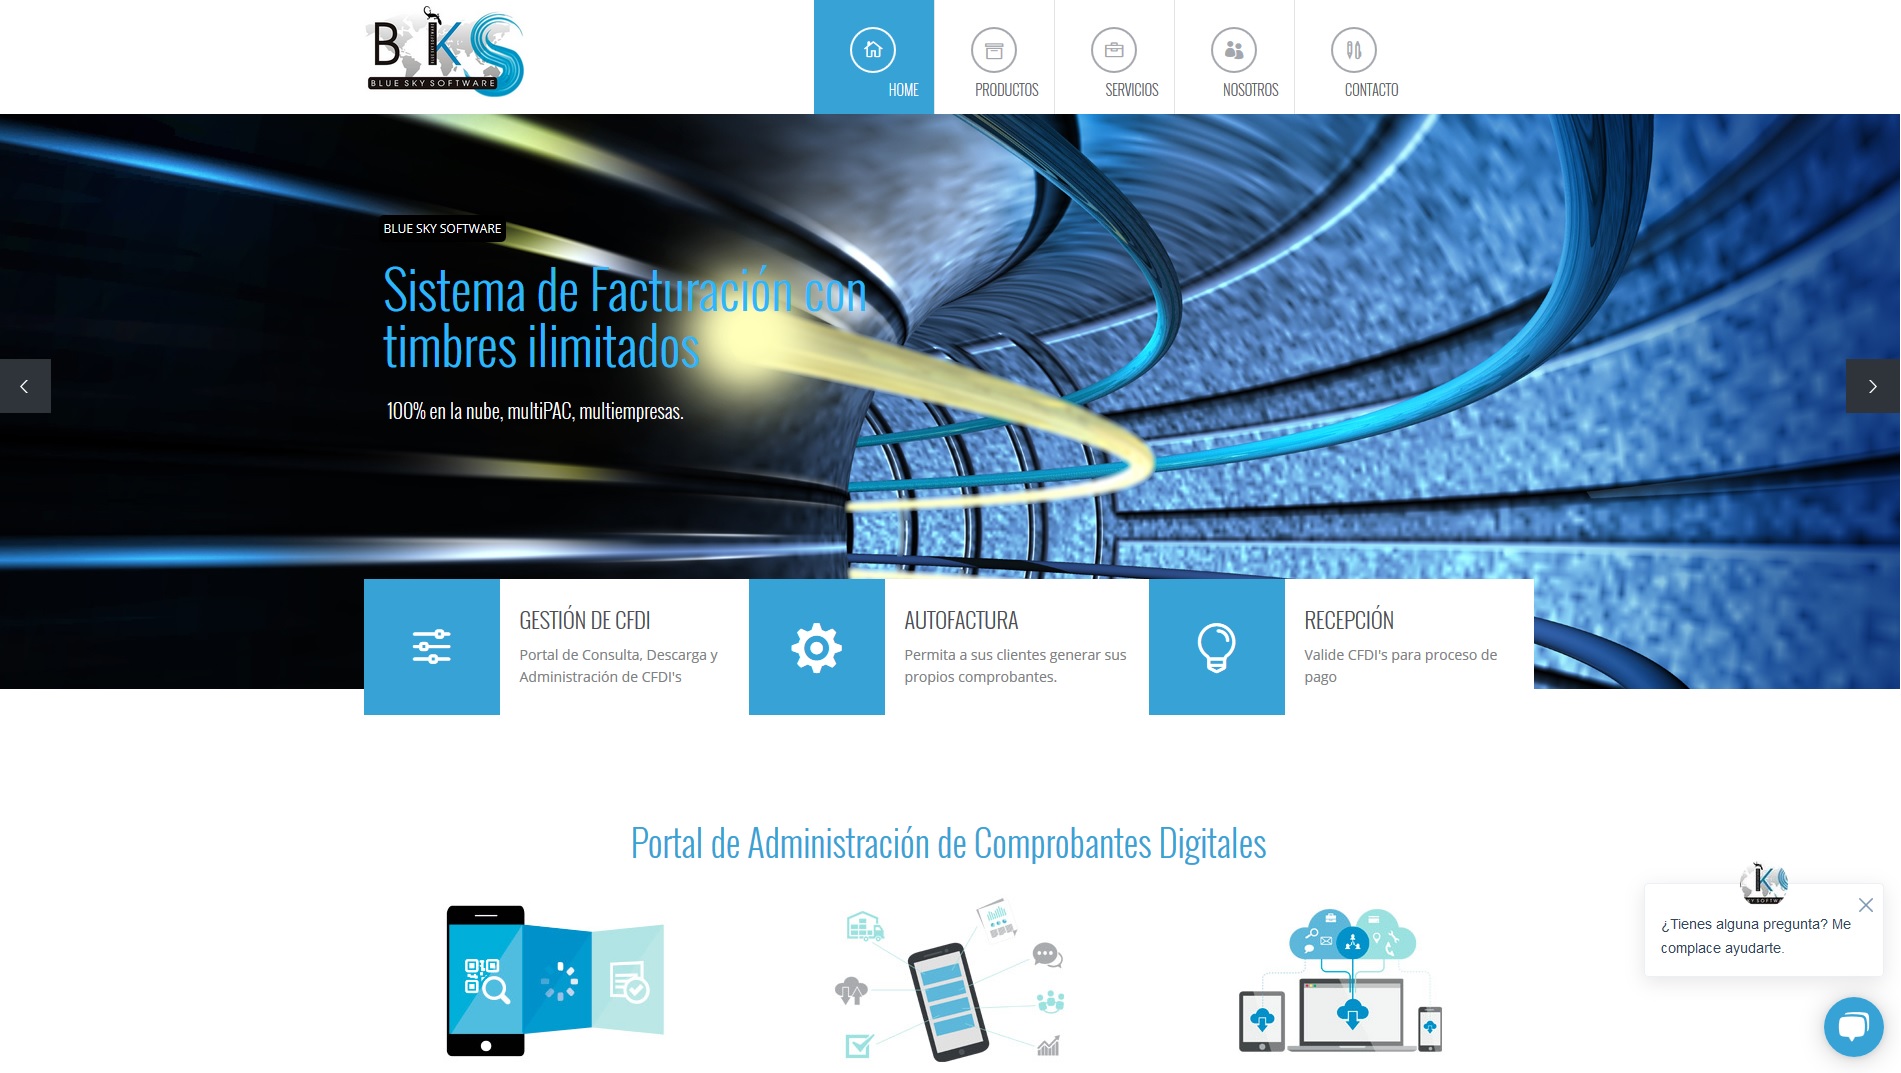 BKS
BLUE SKY SOFTWARE
HOME
PRODUCTOS
SERVICIOS
NOSOTROS
CONTACTO
BLUE SKY SOFTWARE
Sistema de Facturación con
timbres ilimitados
100% en la nube, multiPAC, multiempresas.
GESTIÓN DE CFDI
Portal de Consulta, Descarga y
Administración de CFDI's
AUTOFACTURA
Permita a sus clientes generar sus
propios comprobantes.
RECEPCIÓN
Valide CFDI's para proceso de
pago
Portal de Administración de Comprobantes Digitales
¿Tienes alguna pregunta? Me
complace ayudarte.